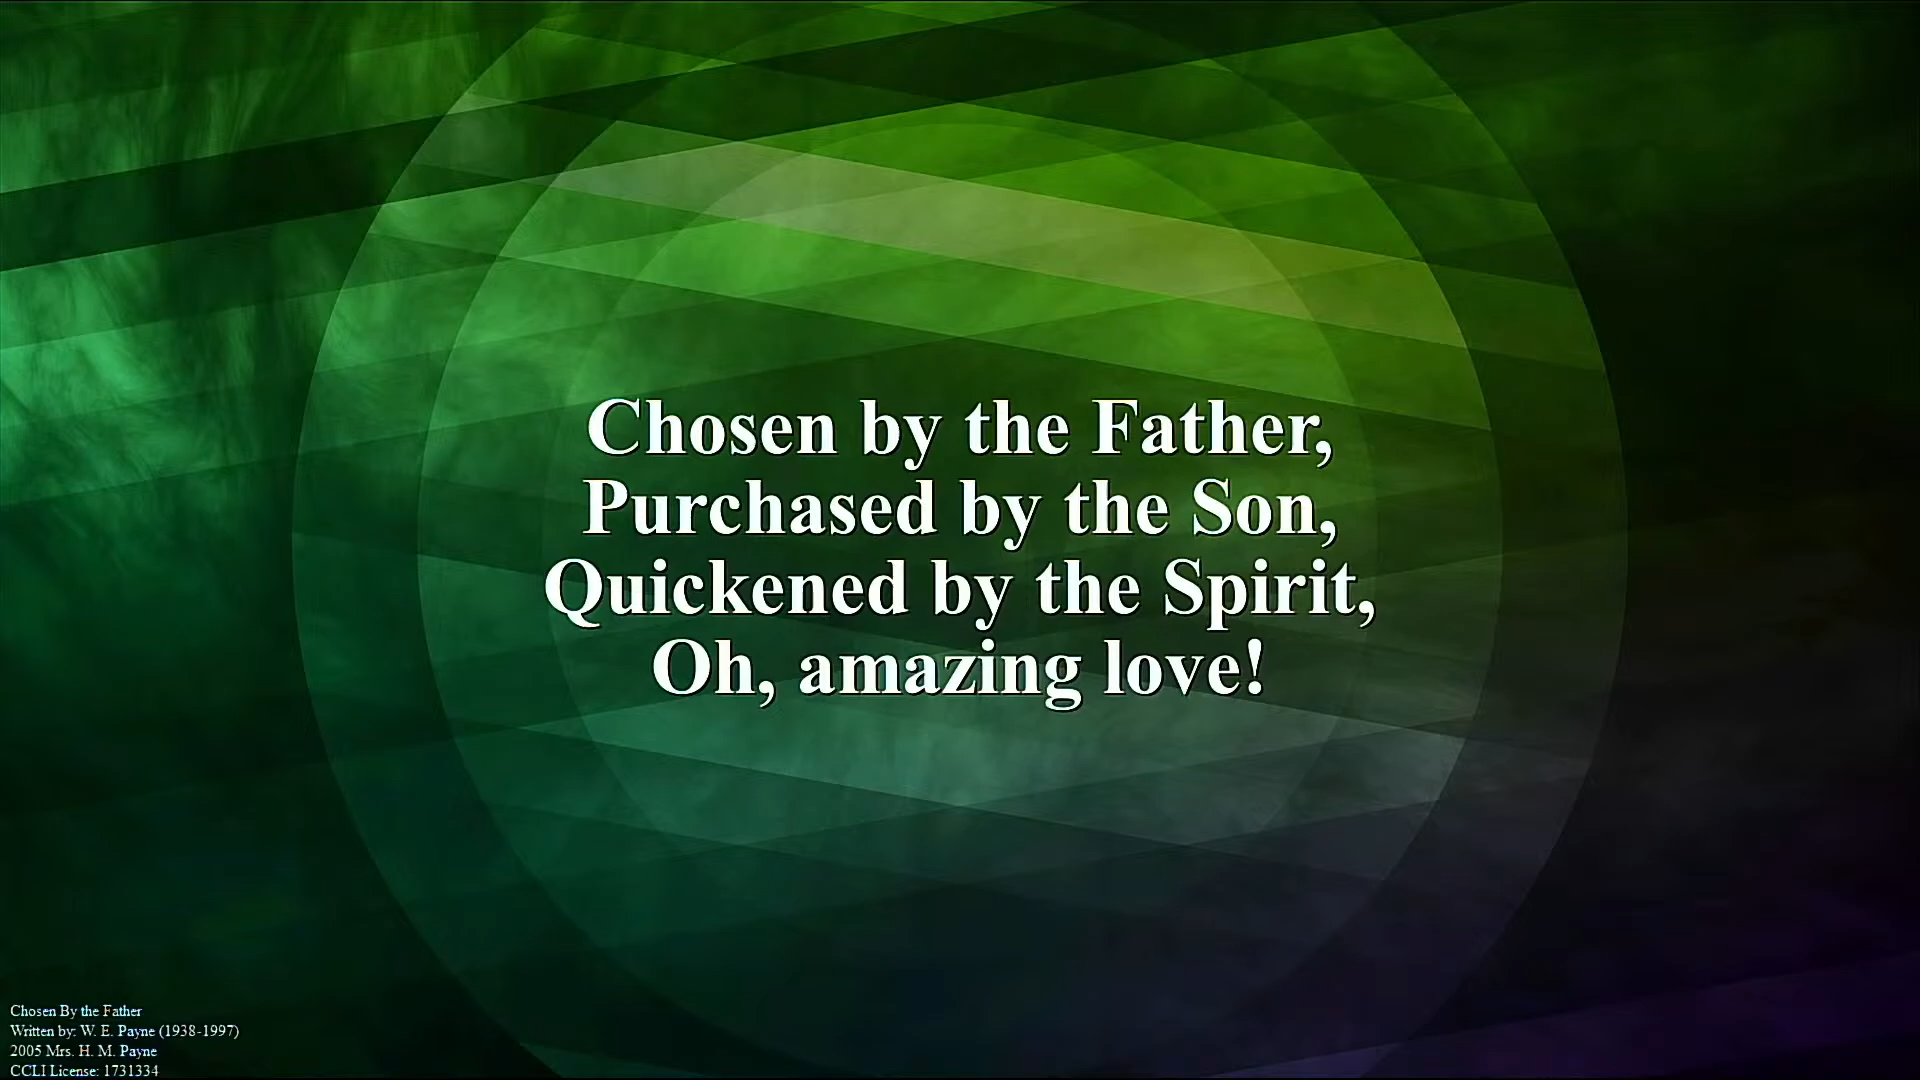 Chosen by the Father,
Purchased by the Son,
Quickened by the Spirit,
Oh, amazing love!
Chosen By the Father
Written by: W. E. Payne (1938-1997)
2005 Mrs. H. M. Payne
CCLI License: 1731334